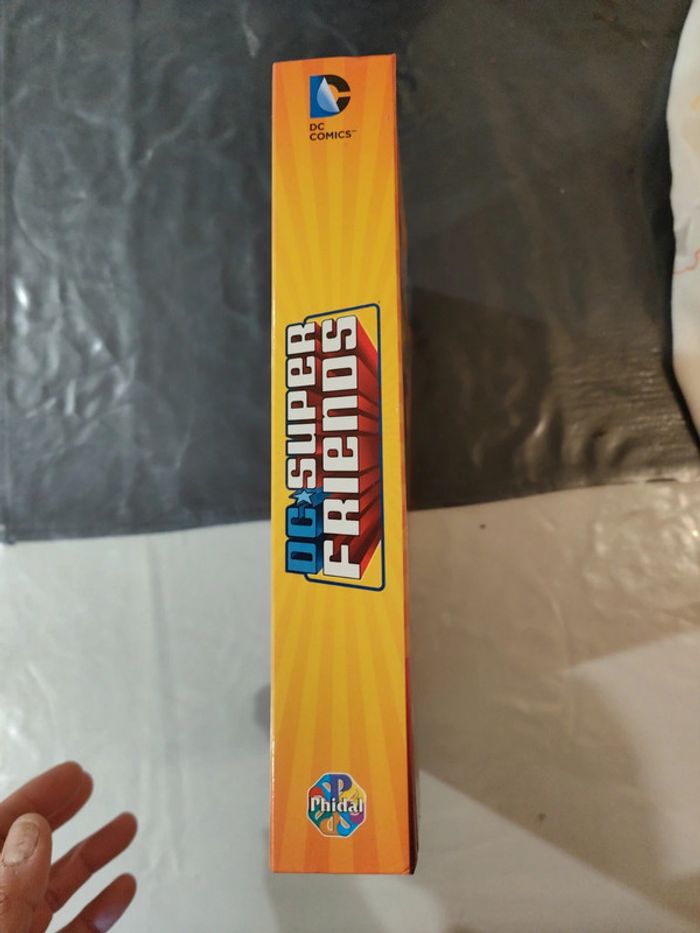 DC
COMICS™
DC SUPER
FRIENDS
Phidal